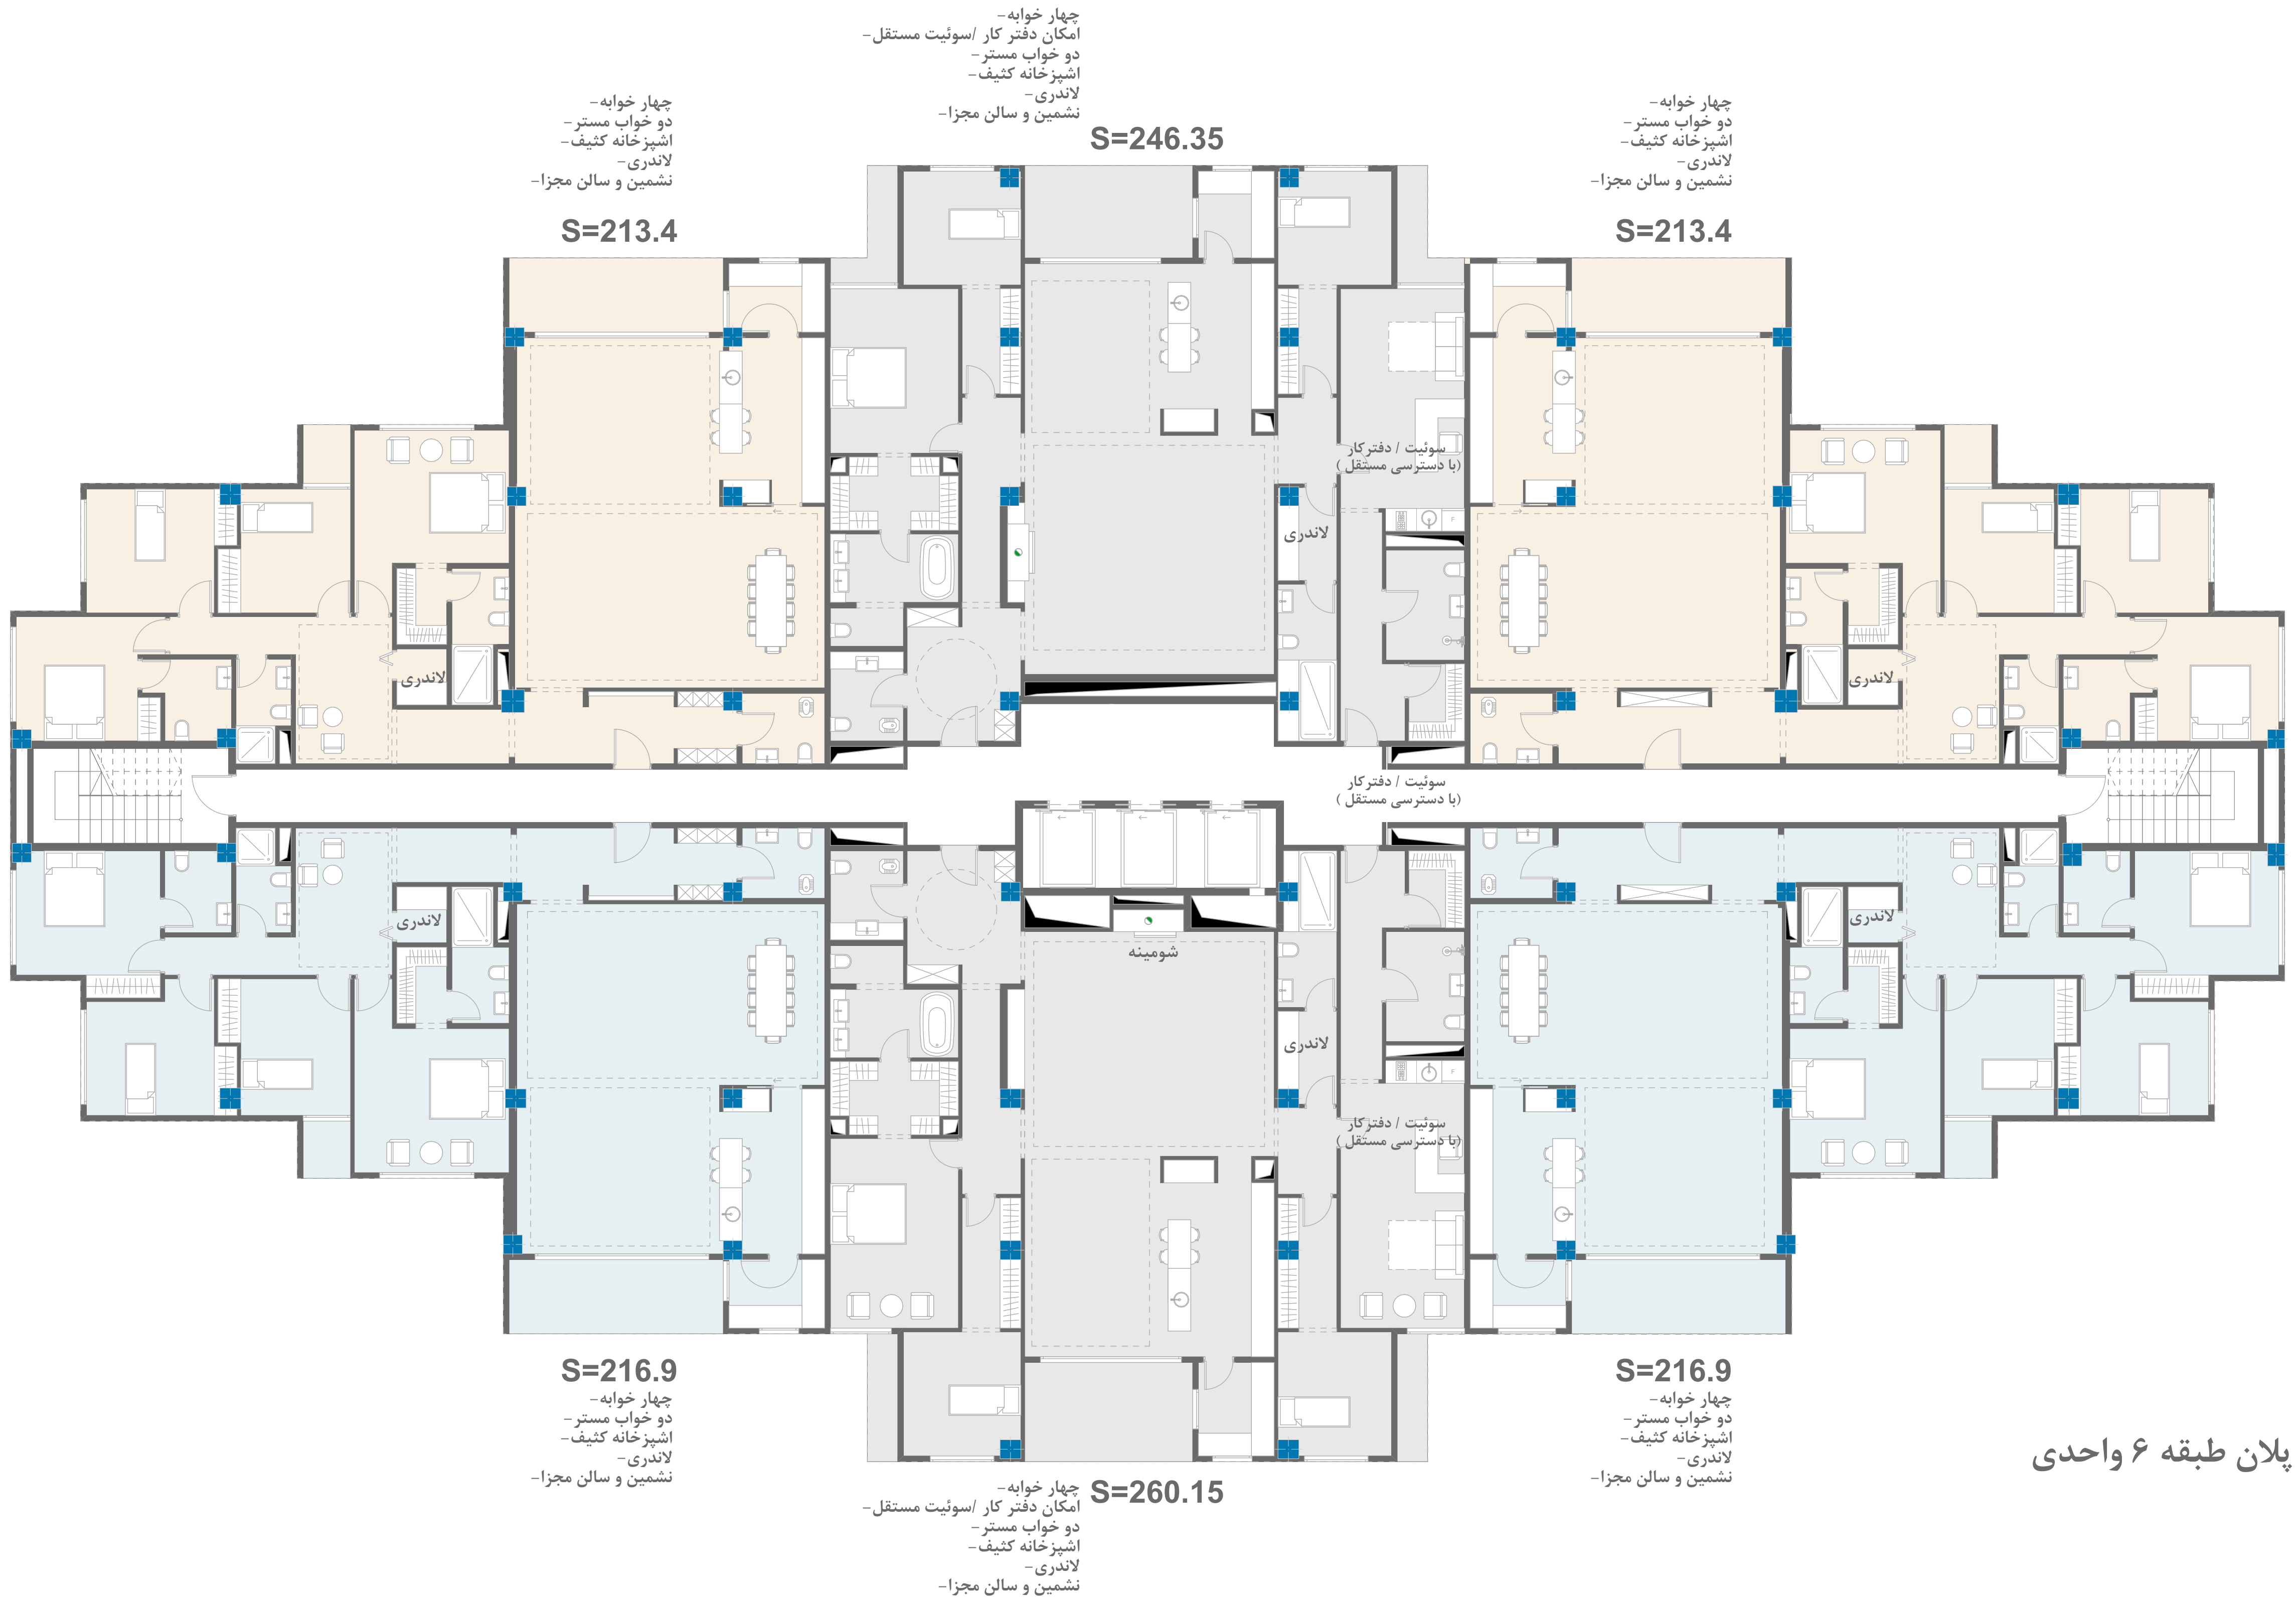 چهار خوابه-
امکان دفتر کار /سوئیت مستقل-
دو خواب مستر-
اشپزخانه کثیف-
لاندری-
نشمین و سالن مجزا-
S=246.35
چهار خوابه-
دو خواب مستر-
اشپزخانه کثیف-
لاندری-
نشمین و سالن مجزا-
S=213.4
چهار خوابه-
دو خواب مستر-
اشپزخانه کثیف-
لاندری-
نشمین و سالن مجزا-
S=213.4
سوئیت / دفترکار
(با دسترسی مستقل )
لاندری
لاندری
لاندری
سوئیت / دفترکار
(با دسترسی مستقل )
لاندری
لاندری
شومینه
لاندری
سوئیت / دفترکار
(با دسترسی مستقل )
S=216.9
چهار خوابه-
دو خواب مستر-
اشپزخانه کثیف-
لاندری-
نشمین و سالن مجزا-
S=216.9
چهار خوابه-
دو خواب مستر-
اشپزخانه کثیف-
لاندری-
نشمین و سالن مجزا-
پلان طبقه ۶ واحدی
S=260.15
چهار خوابه-
امکان دفتر کار /سوئیت مستقل-
دو خواب مستر-
اشپزخانه کثیف-
لاندری-
نشمین و سالن مجزا-